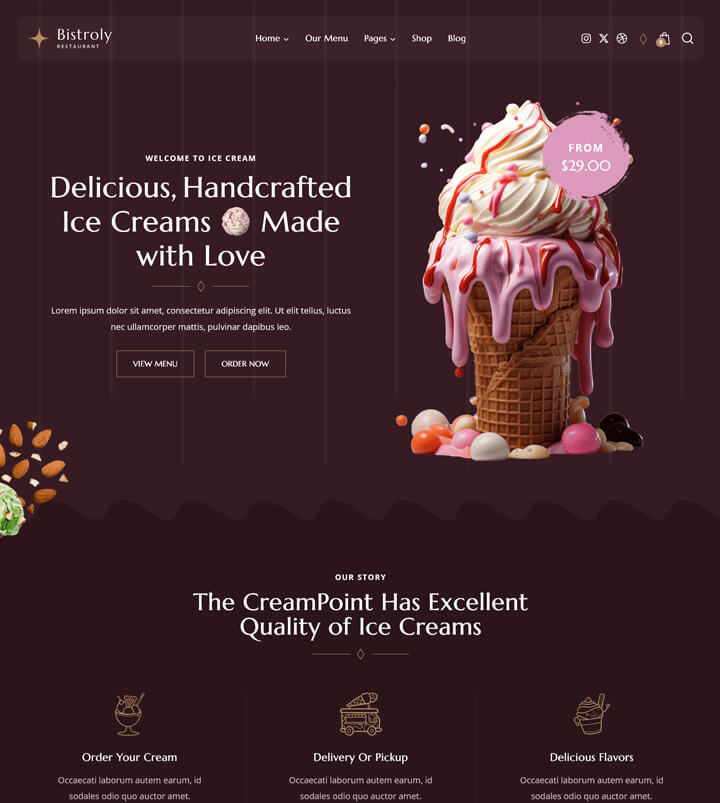 Bistroly
RESTAURANT
Home
Our Menu
Pages
Shop
Blog
0
WELCOME TO ICE CREAM
Delicious, Handcrafted
Ice Creams Made
with Love
Lorem ipsum dolor sit amet, consectetur adipiscing elit. Ut elit tellus, luctus
nec ullamcorper mattis, pulvinar dapibus leo.
VIEW MENU
ORDER NOW
FROM
$29.00
OUR STORY
The CreamPoint Has Excellent
Quality of Ice Creams
Order Your Cream
Occaecati laborum autem earum, id
sodales odio quo auctor amet.
Delivery Or Pickup
Occaecati laborum autem earum, id
sodales odio quo auctor amet.
Delicious Flavors
Occaecati laborum autem earum, id
sodales odio quo auctor amet.